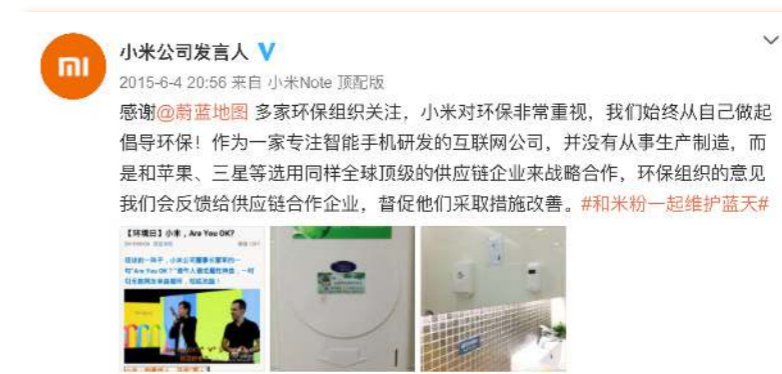 小米公司发言人
2015-6-4 20:56 来自 小米Note 顶配版
感谢@蔚蓝地图 多家环保组织关注，小米对环保非常重视，我们始终从自己做起
倡导环保！作为一家专注智能手机研发的互联网公司，并没有从事生产制造，而
是和苹果、三星等选用同样全球顶级的供应链企业来战略合作，环保组织的意见
我们会反馈给供应链合作企业，督促他们采取措施改善。#和米粉一起维护蓝天#
【环境日】小米，Are You OK?